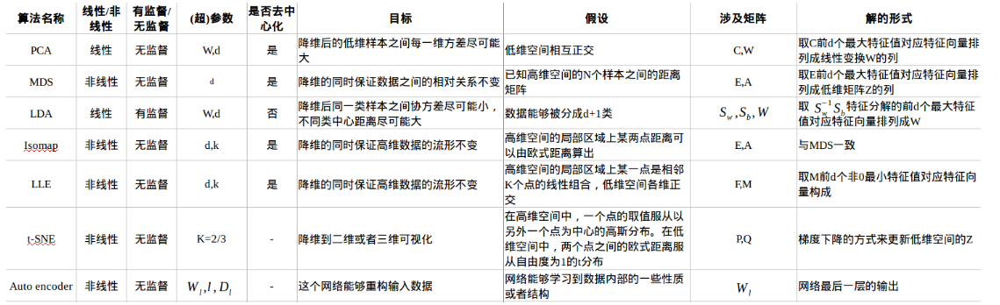 算法名称 线性/非线性 有监督/无监督 (超)参数 是否去中心化 目标 假设 涉及矩阵 解的形式
PCA 线性 无监督 W,d 是 降维后的低维样本之间每一维方差尽可能大 低维空间相互正交 C,W 取C前d个最大特征值对应特征向量排列成线性变换W的列
MDS 非线性 无监督 d 是 降维的同时保证数据之间的相对关系不变 已知高维空间的N个样本之间的距离矩阵 E,A 取E前d个最大特征值对应特征向量排列成低维矩阵Z的列
LDA 线性 有监督 W,d 否 降维后同一类样本之间协方差尽可能小，不同类中心距离尽可能大 数据能够被分成d+1类 S_w,S_b,W 取 S_w^{-1}S_b特征分解的前d个最大特征值对应特征向量排列成W
Isomap 非线性 无监督 d,k 是 降维的同时保证高维数据的流形不变 高维空间的局部区域上某两点距离可以由欧式距离算出 E,A 与MDS一致
LLE 非线性 无监督 d,k 是 降维的同时保证高维数据的流形不变 高维空间的局部区域上某一点是相邻K个点的线性组合，低维空间各维正交 F,M 取M前d个非0最小特征值对应特征向量构成
t-SNE 非线性 无监督 K=2/3 - 降维到二维或者三维可视化 在高维空间中，一个点的取值服从以另外一个点为中心的高斯分布。在低维空间中，两个点之间的欧式距离服从自由度为1的t分布 P,Q 梯度下降的方式来更新低维空间的Z
Auto encoder 非线性 无监督 W_l,l,D_l - 这个网络能够重构输入数据 网络能够学习到数据内部的一些性质或者结构 W_l 网络最后一层的输出